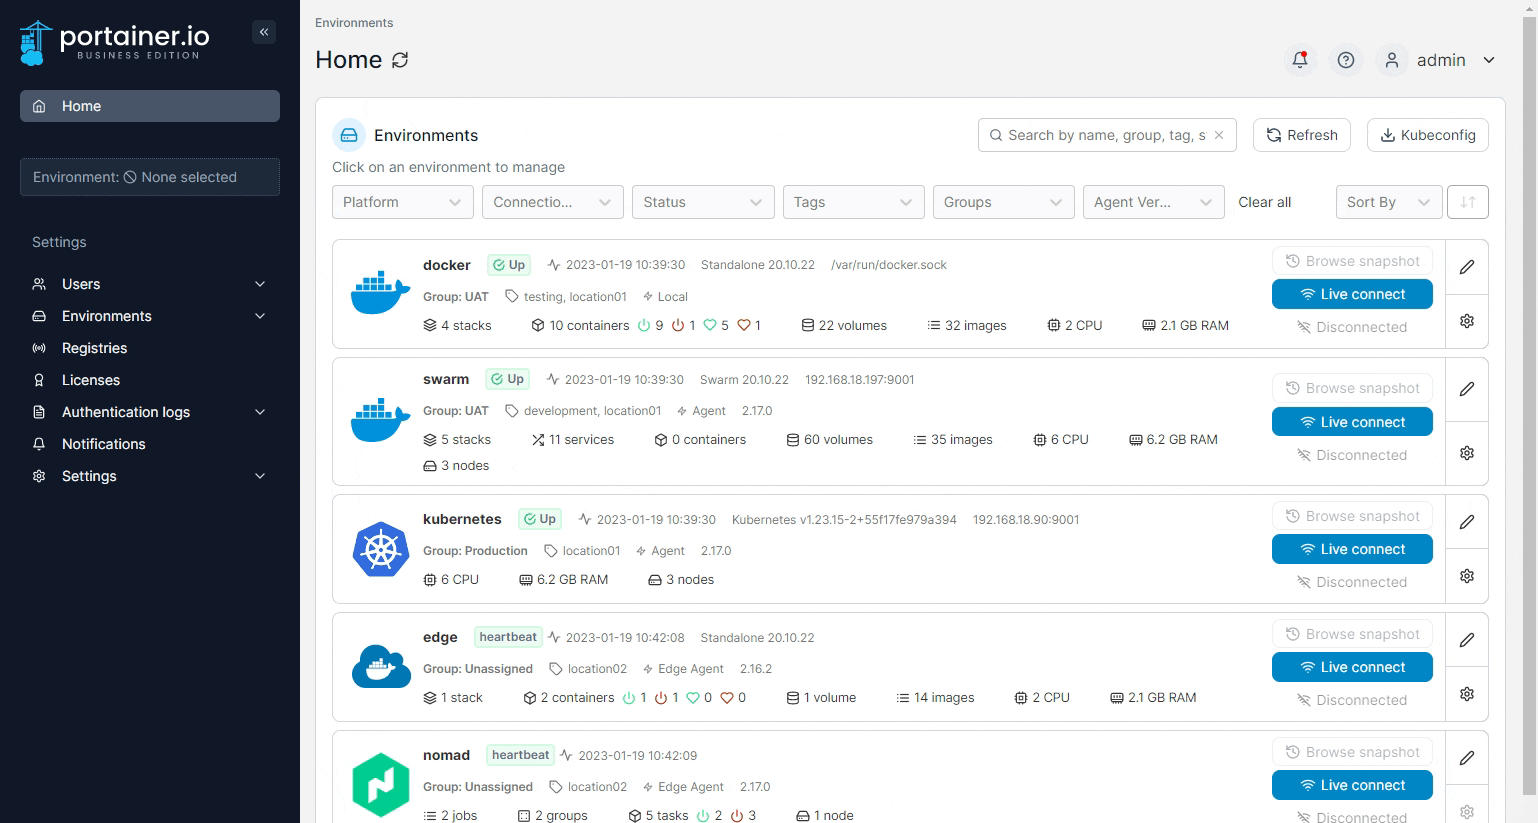 portainer.io
BUSINESS EDITION
Home
Environment: None selected
Settings
Users
Environments
Registries
Licenses
Authentication logs
Notifications
Settings
Environments
Home
admin
Environments
Search by name, group, tag, s
Refresh
Kubeconfig
Click on an environment to manage
Platform
Connectio...
Status
Tags
Groups
Agent Ver...
Clear all
Sort By
docker Up 2023-01-19 10:39:30 Standalone 20.10.22 /var/run/docker.sock
Group: UAT testing, location01 Local
4 stacks 10 containers 9 1 5 1 22 volumes 32 images 2 CPU 2.1 GB RAM
Browse snapshot
Live connect
Disconnected
swarm Up 2023-01-19 10:39:30 Swarm 20.10.22 192.168.18.197:9001
Group: UAT development, location01 Agent 2.17.0
5 stacks 11 services 0 containers 60 volumes 35 images 6 CPU 6.2 GB RAM
3 nodes
Browse snapshot
Live connect
Disconnected
kubernetes Up 2023-01-19 10:39:30 Kubernetes v1.23.15-2+55f17fe979a394 192.168.18.90:9001
Group: Production location01 Agent 2.17.0
6 CPU 6.2 GB RAM 3 nodes
Browse snapshot
Live connect
Disconnected
edge heartbeat 2023-01-19 10:42:08 Standalone 20.10.22
Group: Unassigned location02 Edge Agent 2.16.2
1 stack 2 containers 1 1 0 0 1 volume 14 images 2 CPU 2.1 GB RAM
Browse snapshot
Live connect
Disconnected
nomad heartbeat 2023-01-19 10:42:09
Group: Unassigned location02 Edge Agent 2.17.0
2 jobs 2 groups 5 tasks 2 3 1 node
Browse snapshot
Live connect
Disconnected